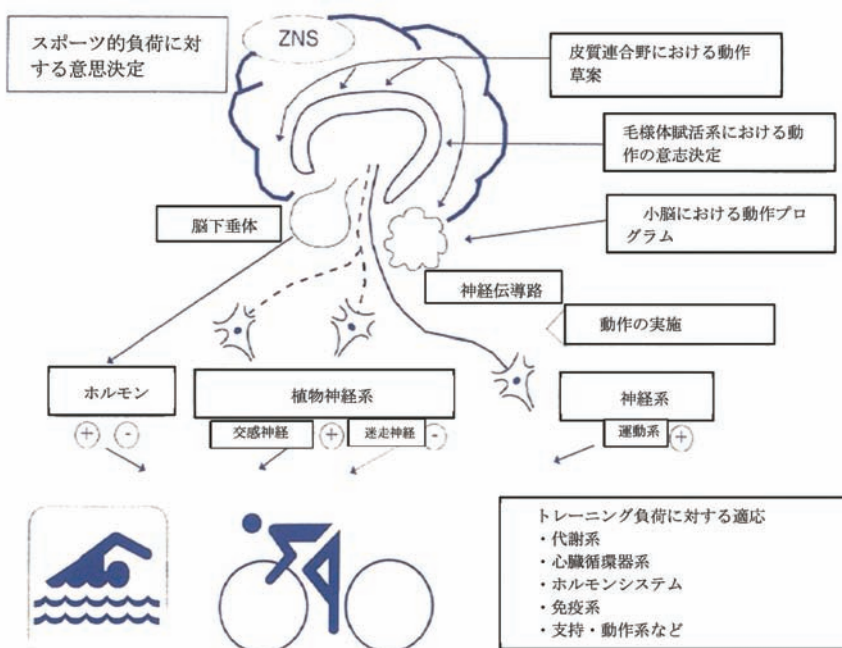 スポーツ的負荷に対
する意思決定
ZNS
皮質連合野における動作
草案
毛様体賦活系における動
作の意志決定
小脳における動作プロ
グラム
脳下垂体
神経伝導路
動作の実施
ホルモン
植物神経系
神経系
+
-
交感神経
+
迷走神経
-
運動系
+
トレーニング負荷に対する適応
・代謝系
・心臓循環器系
・ホルモンシステム
・免疫系
・支持・動作系など